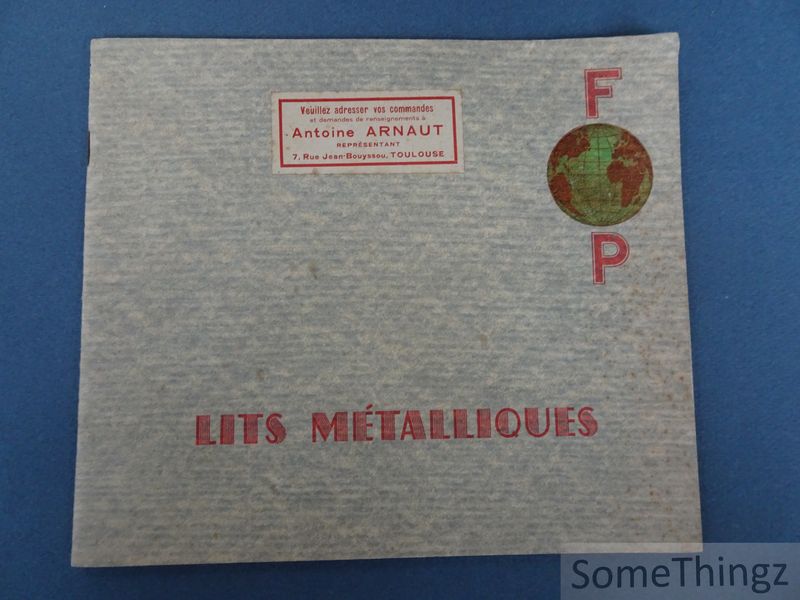 Veuillez adresser vos commandes
et demandes de renseignements à
Antoine ARNAUT
REPRÉSENTANT
7, Rue Jean-Bouyssou, TOULOUSE
F
P
LITS MÉTALLIQUES
SomeThingz